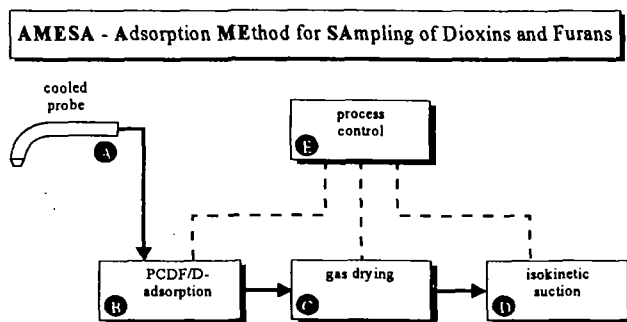 AMESA - Adsorption MEthod for SAmpling of Dioxins and Furans
cooled
probe
A
process
control
E
PCDF/D-
adsorption
B
gas drying
C
isokinetic
suction
D